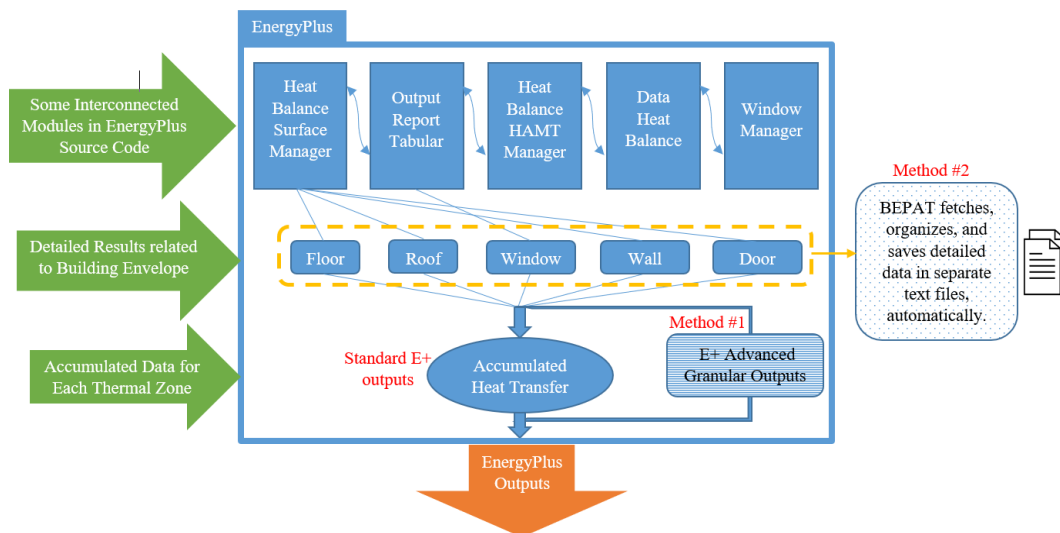 EnergyPlus
Some Interconnected
Modules in EnergyPlus
Source Code
Heat
Balance
Surface
Manager
Output
Report
Tabular
Heat
Balance
HAMT
Manager
Data
Heat
Balance
Window
Manager
Method #2
BEPAT fetches,
organizes, and
saves detailed
data in separate
text files,
automatically.
Detailed Results related
to Building Envelope
Floor
Roof
Window
Wall
Door
Method #1
Standard E+
outputs
Accumulated
Heat Transfer
E+ Advanced
Granular Outputs
Accumulated Data for
Each Thermal Zone
EnergyPlus
Outputs